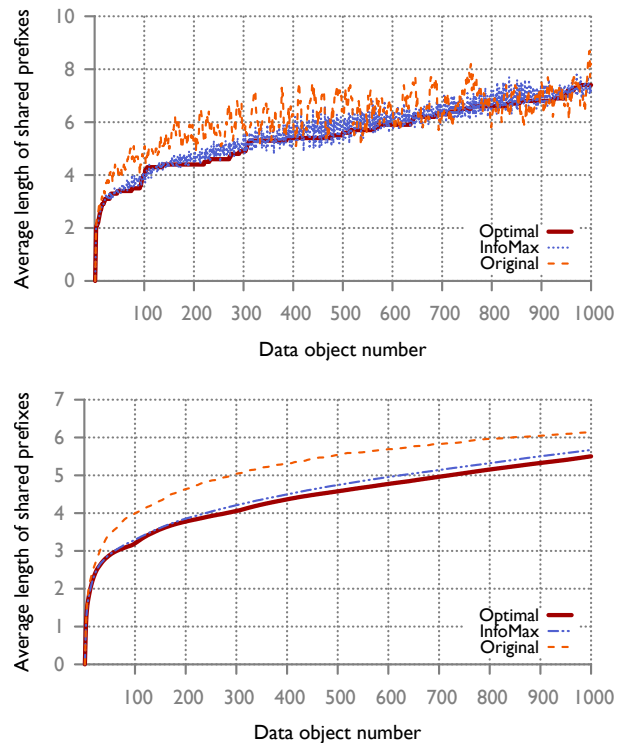 Average length of shared prefixes
10
8
6
4
2
0
Optimal
InfoMax
Original
100 200 300 400 500 600 700 800 900 1000
Data object number
Average length of shared prefixes
7
6
5
4
3
2
1
0
Optimal
InfoMax
Original
100 200 300 400 500 600 700 800 900 1000
Data object number